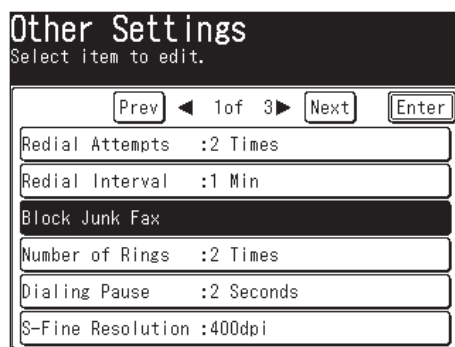 Other Settings
Select item to edit.
Prev ◀ 1of 3▶ Next Enter
Redial Attempts :2 Times
Redial Interval :1 Min
Block Junk Fax
Number of Rings :2 Times
Dialing Pause :2 Seconds
S-Fine Resolution :400dpi